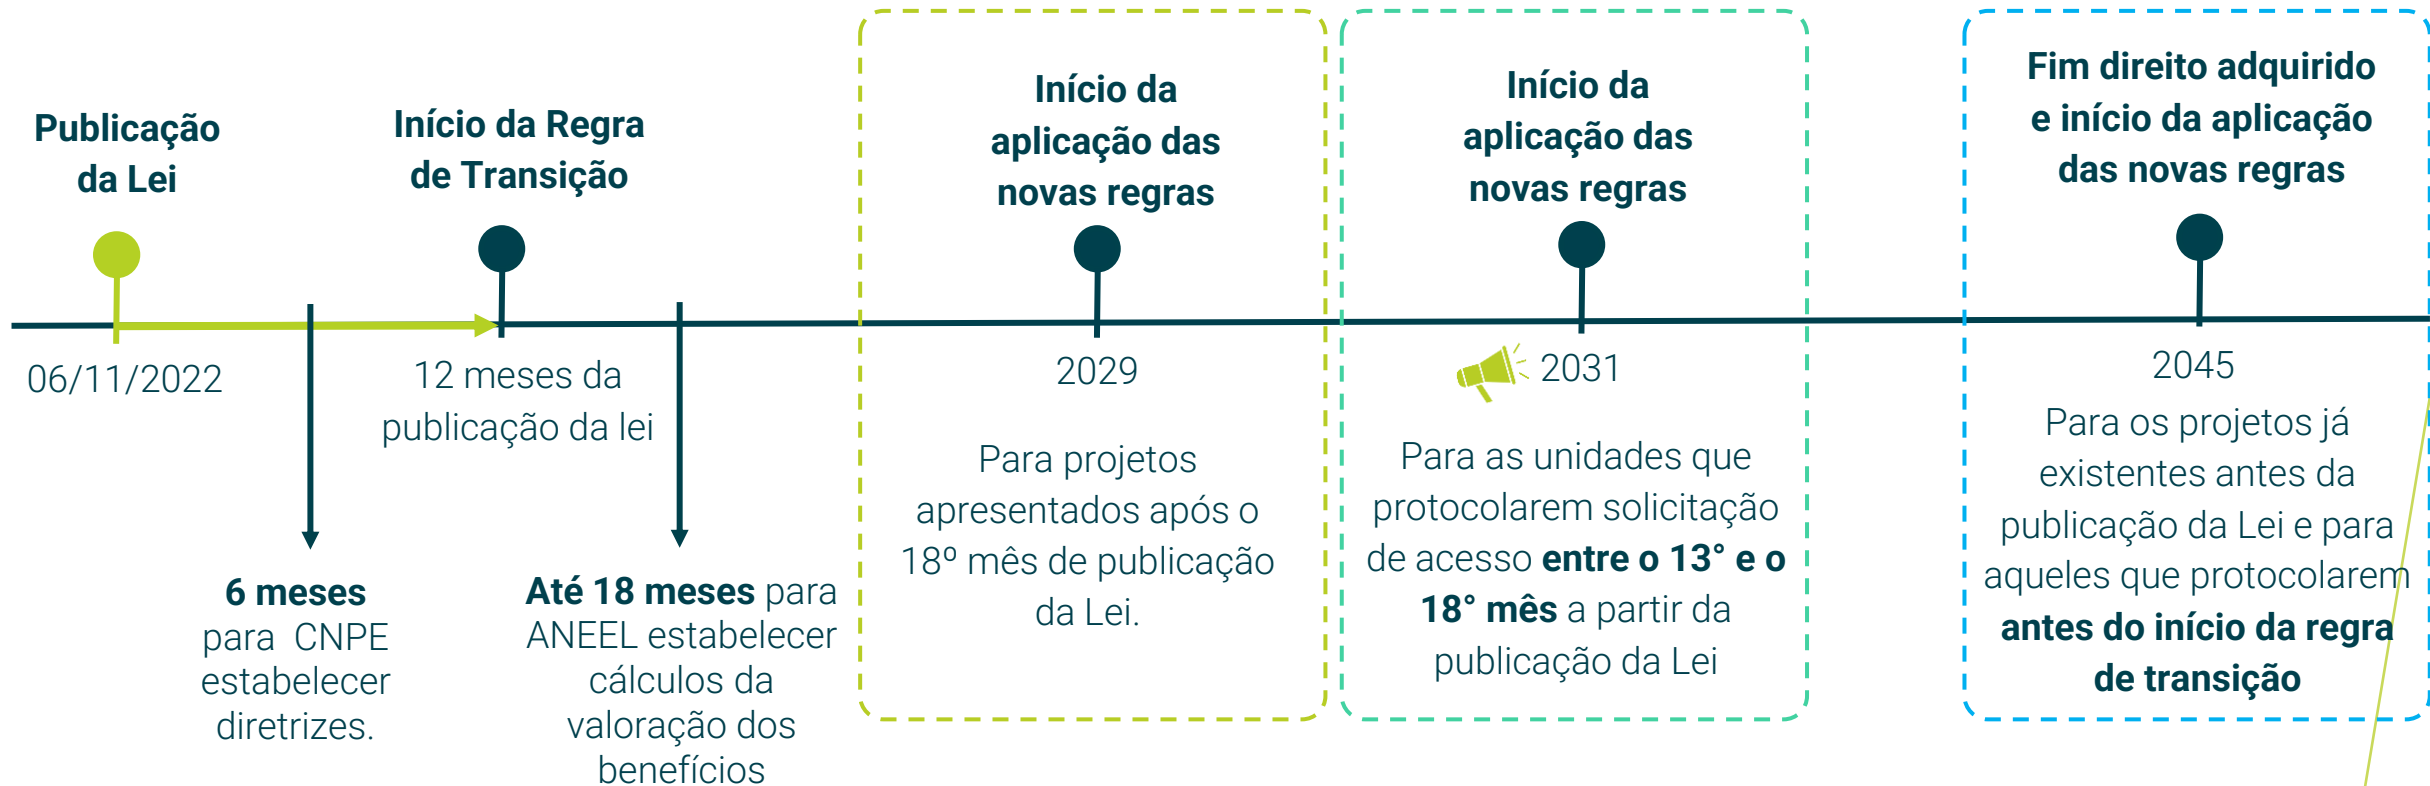 Publicação
da Lei
06/11/2022
6 meses
para CNPE
estabelecer
diretrizes.
Início da Regra
de Transição
12 meses da
publicação da lei
Até 18 meses para
ANEEL estabelecer
cálculos da
valoração dos
benefícios
Início da
aplicação das
novas regras
2029
Para projetos
apresentados após o
18º mês de publicação
da Lei.
Início da
aplicação das
novas regras
2031
Para as unidades que
protocolarem solicitação
de acesso entre o 13° e o
18° mês a partir da
publicação da Lei
Fim direito adquirido
e início da aplicação
das novas regras
2045
Para os projetos já
existentes antes da
publicação da Lei e para
aqueles que protocolarem
antes do início da regra
de transição